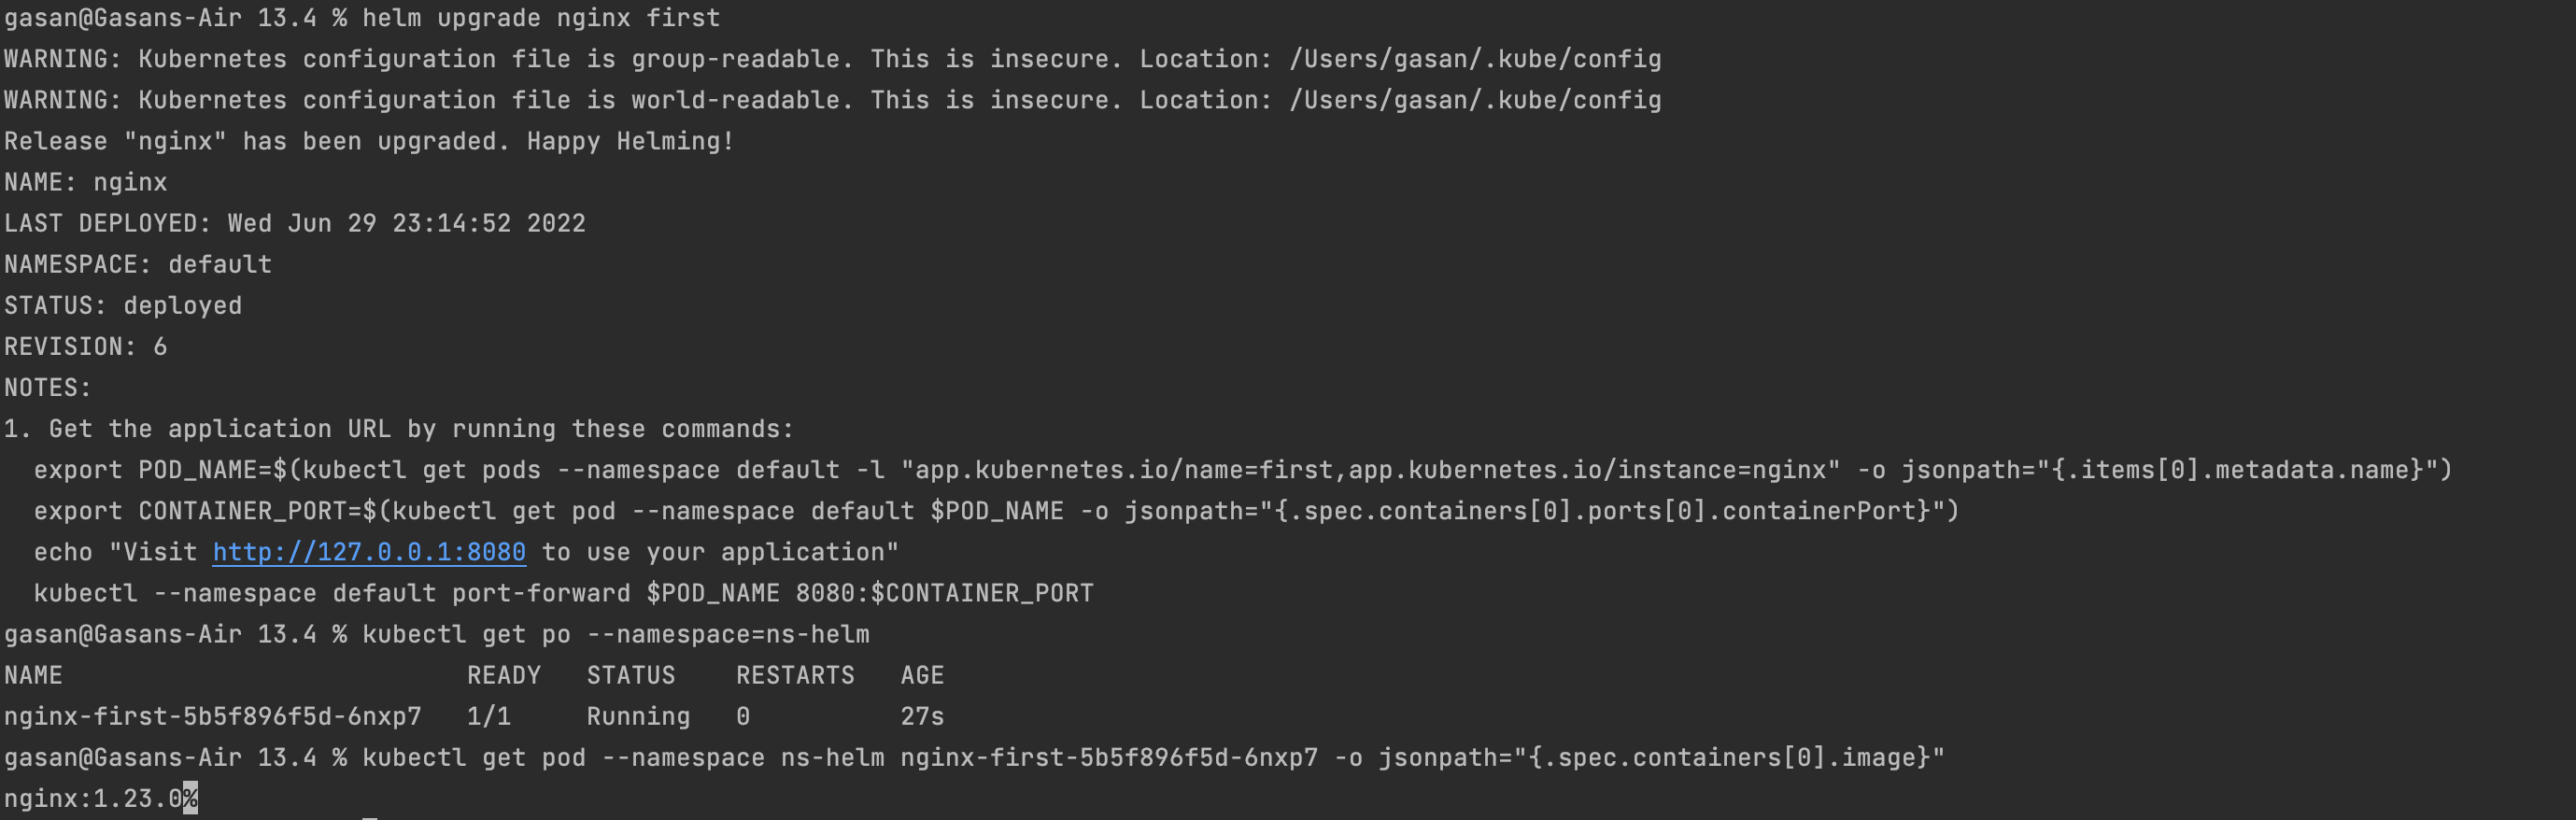 gasan@Gasans-Air 13.4 % helm upgrade nginx first
WARNING: Kubernetes configuration file is group-readable. This is insecure. Location: /Users/gasan/.kube/config
WARNING: Kubernetes configuration file is world-readable. This is insecure. Location: /Users/gasan/.kube/config
Release "nginx" has been upgraded. Happy Helming!
NAME: nginx
LAST DEPLOYED: Wed Jun 29 23:14:52 2022
NAMESPACE: default
STATUS: deployed
REVISION: 6
NOTES:
1. Get the application URL by running these commands:
  export POD_NAME=$(kubectl get pods --namespace default -l "app.kubernetes.io/name=first,app.kubernetes.io/instance=nginx" -o jsonpath="{.items[0].metadata.name}")
  export CONTAINER_PORT=$(kubectl get pod --namespace default $POD_NAME -o jsonpath="{.spec.containers[0].ports[0].containerPort}")
  echo "Visit http://127.0.0.1:8080 to use your application"
  kubectl --namespace default port-forward $POD_NAME 8080:$CONTAINER_PORT
gasan@Gasans-Air 13.4 % kubectl get po --namespace=ns-helm
NAME                           READY   STATUS    RESTARTS   AGE
nginx-first-5b5f896f5d-6nxp7   1/1     Running   0          27s
gasan@Gasans-Air 13.4 % kubectl get pod --namespace ns-helm nginx-first-5b5f896f5d-6nxp7 -o jsonpath="{.spec.containers[0].image}"
nginx:1.23.0%